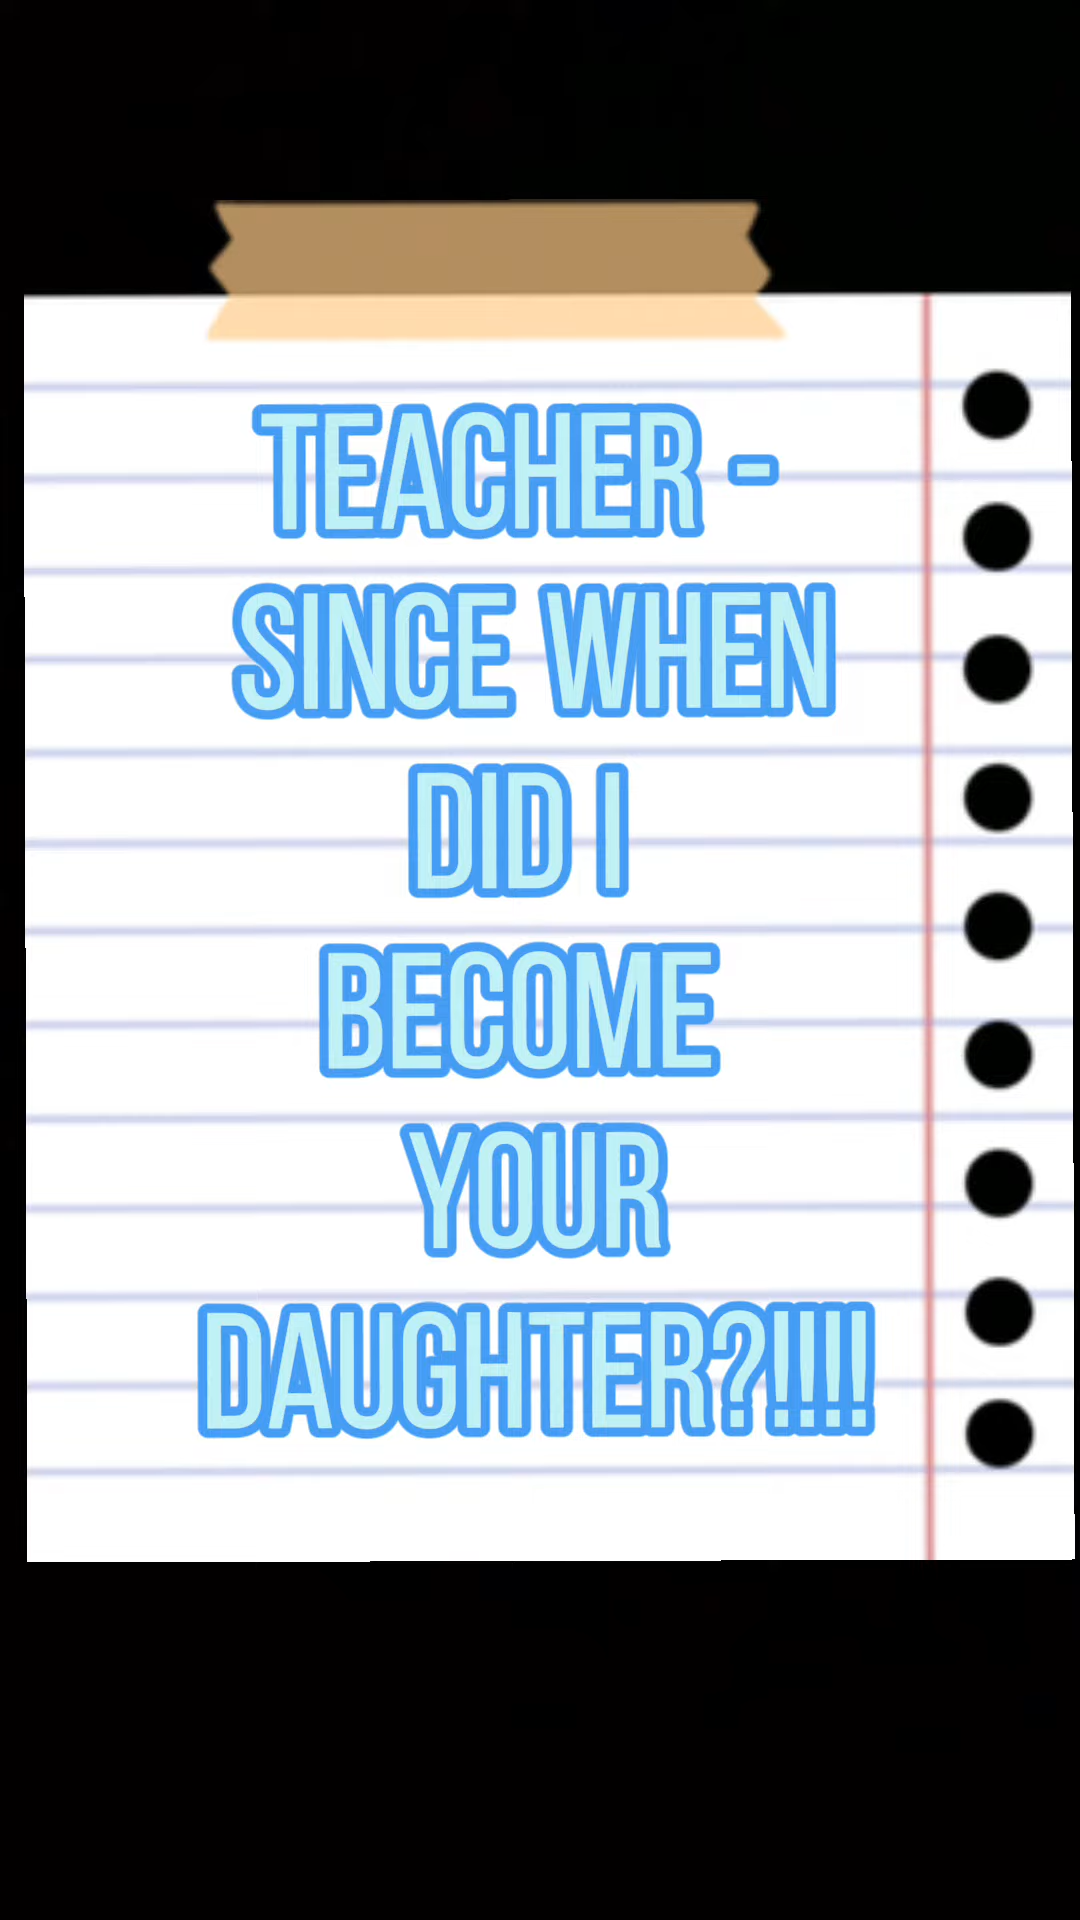 TEACHER -
SINCE WHEN
DID I
BECOME
YOUR
DAUGHTER?!!!!